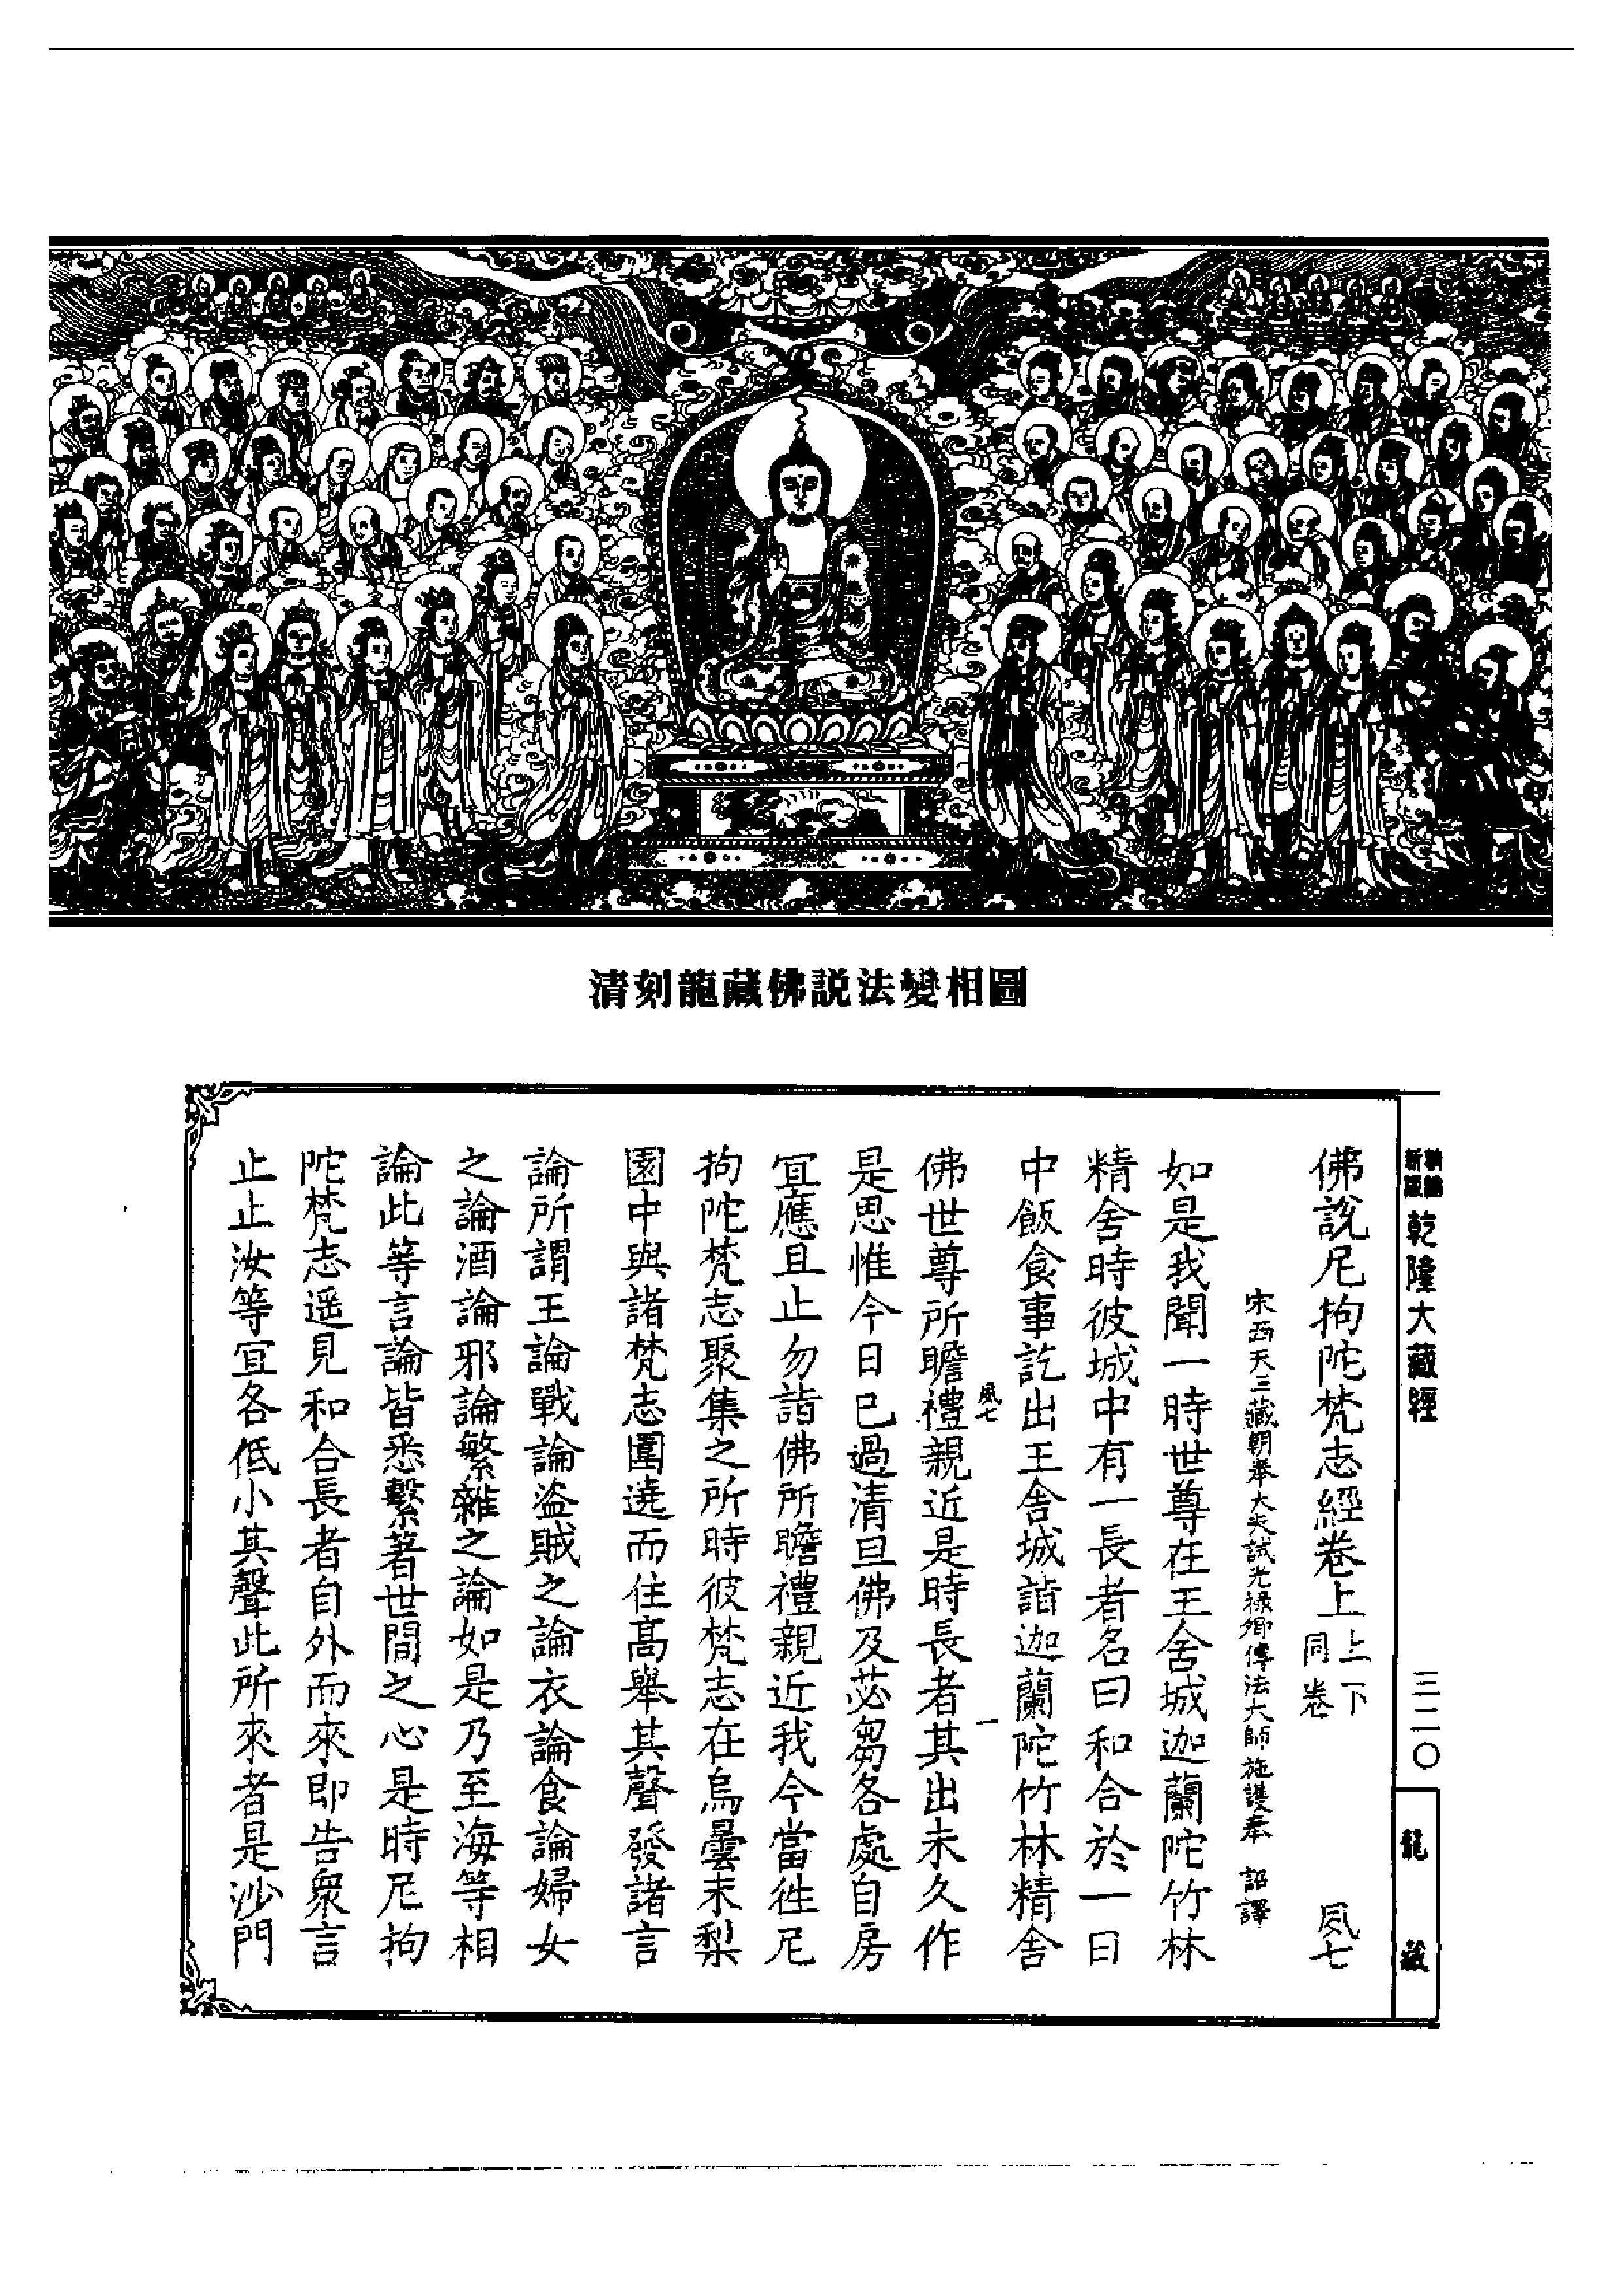 清刻龍藏佛説法變相圖
乾隆大藏經
三二〇
龍藏
佛說尼拘陀梵志經卷上 上下同卷 夙七
宋西天三藏朝奉大夫試光祿卿傳法大師施護奉 詔譯
如是我聞一時世尊在王舍城迦蘭陀竹林
精舍時彼城中有一長者名曰和合於一日
中飯食事訖出王舍城詣迦蘭陀竹林精舍
風七 一
佛世尊所瞻禮親近是時長者其出未久作
是思惟今日已過清旦佛及苾芻各處自房
宜應且止勿詣佛所瞻禮親近我今當徃尼
拘陀梵志聚集之所時彼梵志在烏曇末梨
園中與諸梵志圍遶而住高舉其聲發諸言
論所謂王論戰論盜賊之論衣論食論婦女
之論酒論邪論繁雜之論如是乃至海等相
論此等言論皆悉繫著世間之心是時尼拘
陀梵志遥見和合長者自外而來即告衆言
止止汝等宜各低小其聲此所來者是沙門